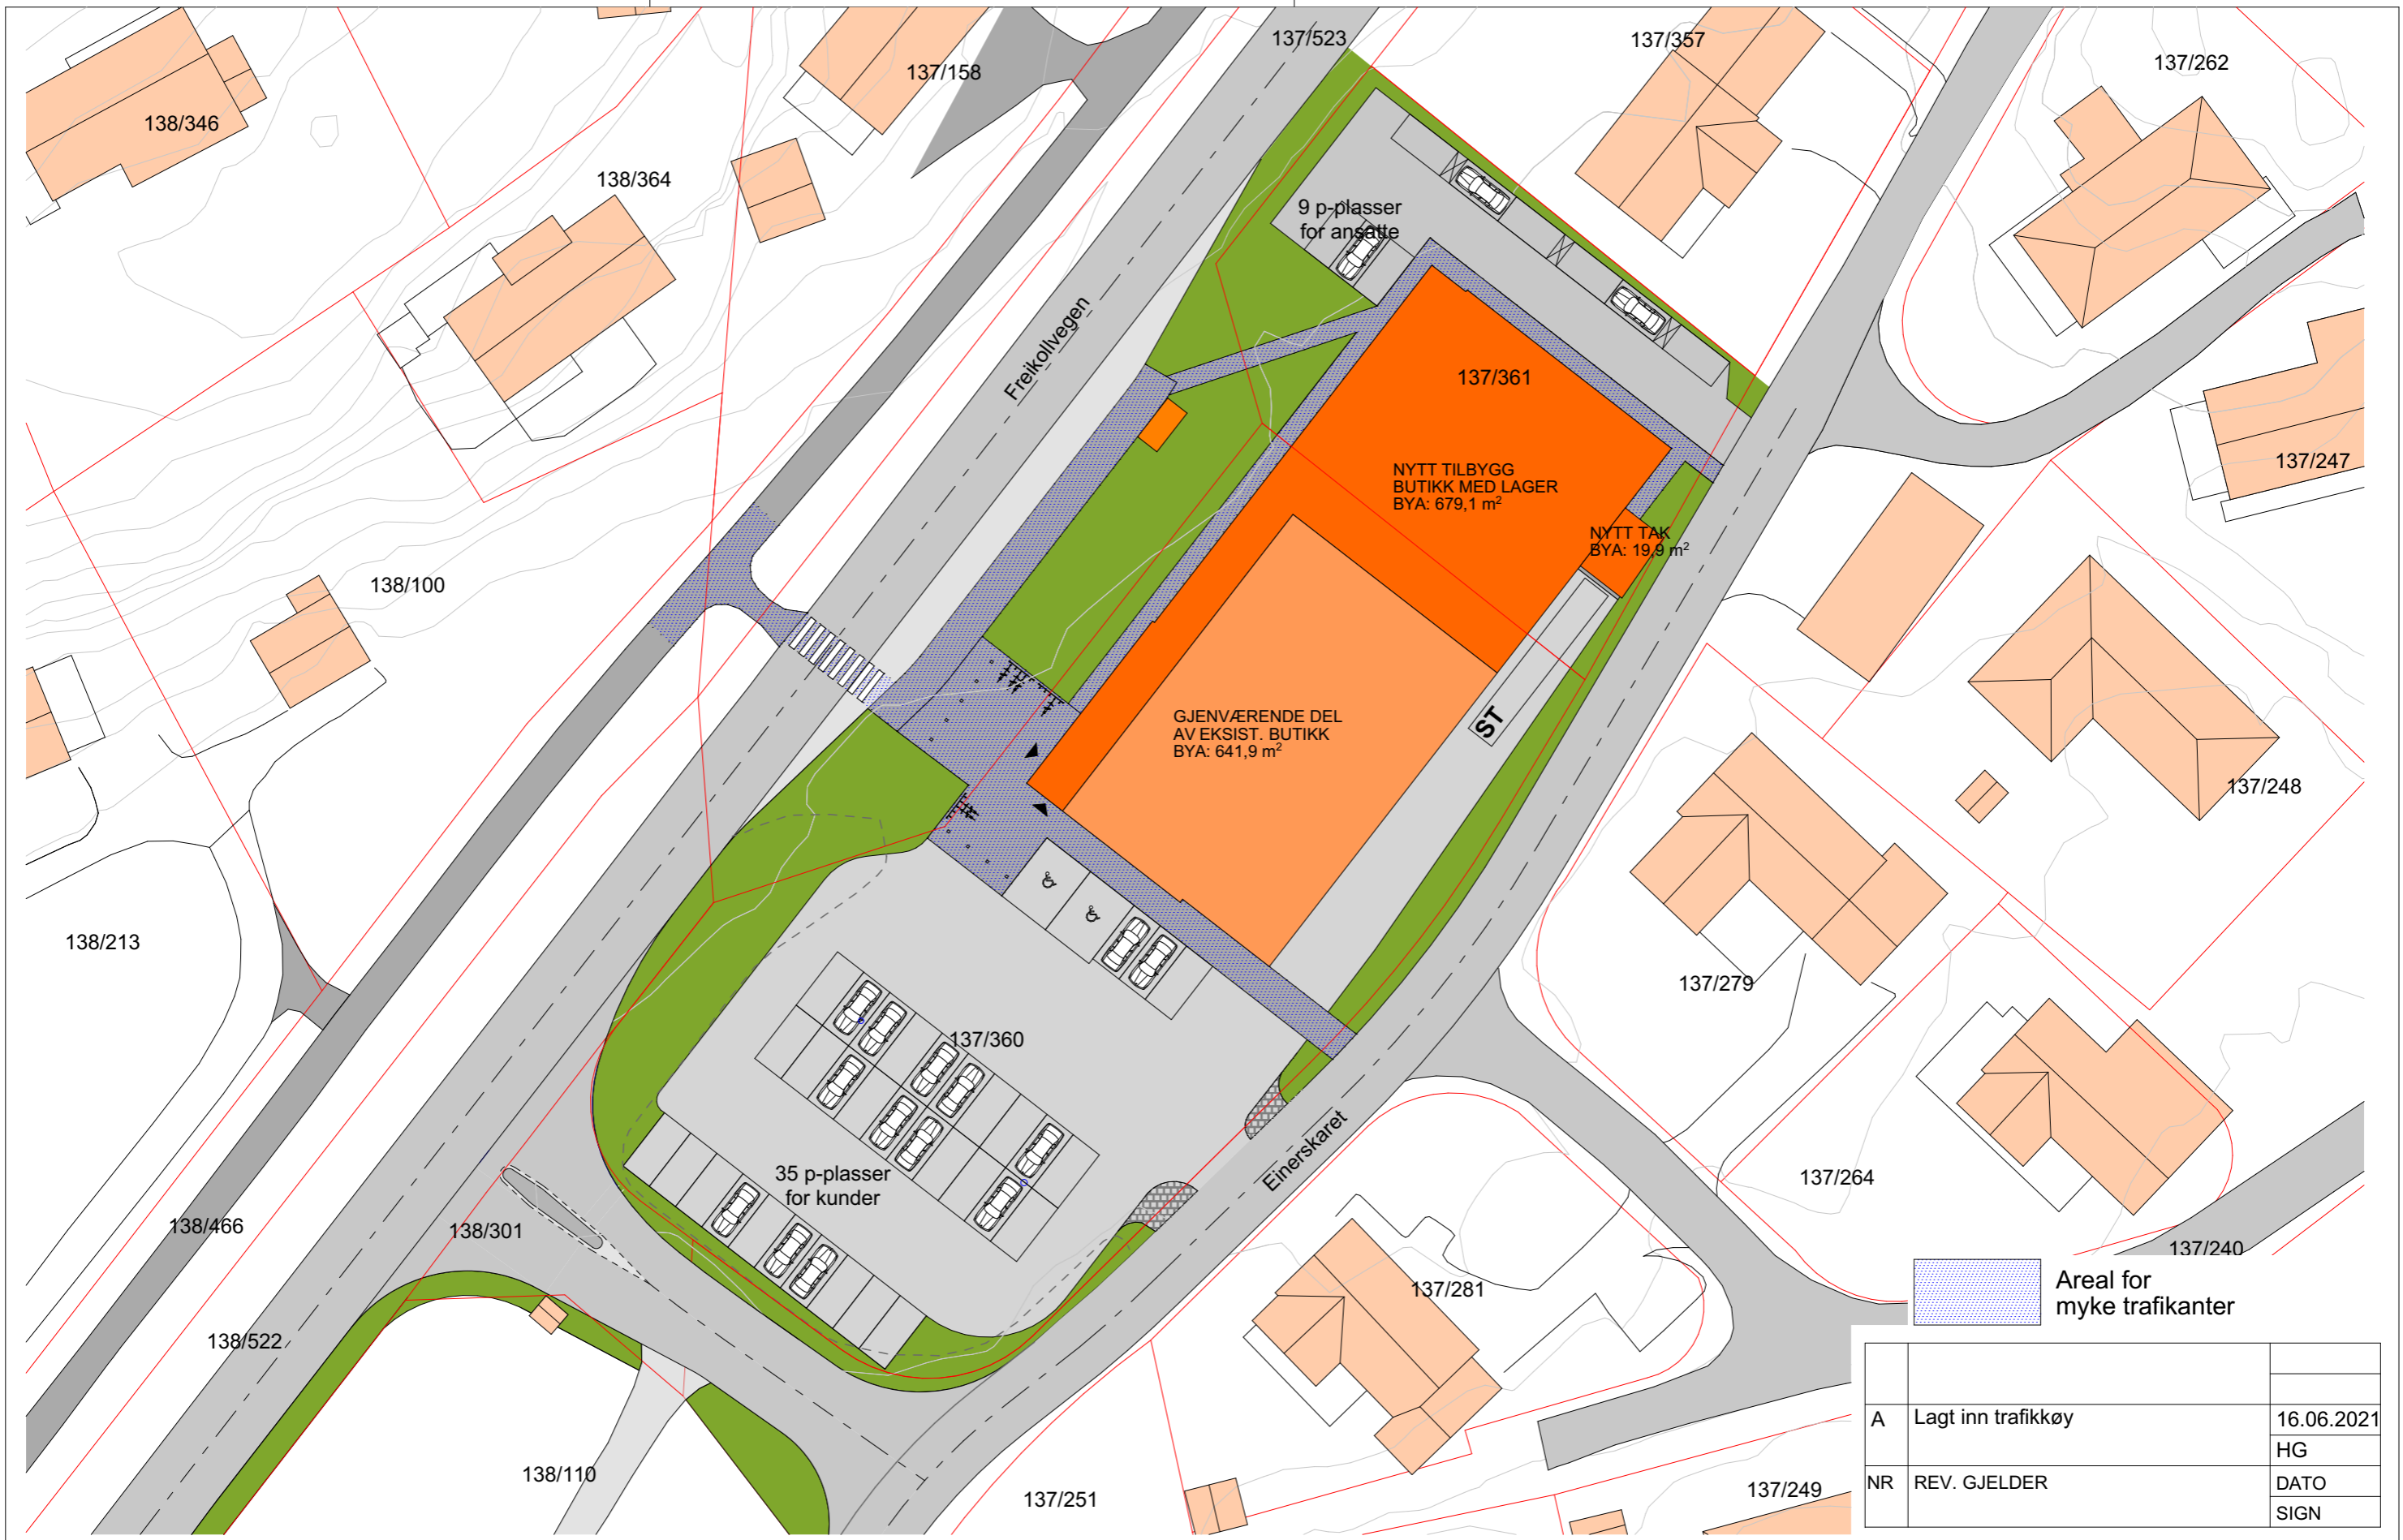 137/523
137/357
137/262
137/158
138/346
138/364
9 p-plasser
for ansatte
Freikollvegen
137/361
137/247
NYTT TILBYGG
BUTIKK MED LAGER
BYA: 679,1 m²
NYTT TAK
BYA: 19,9 m²
138/100
ST
GJENVÆRENDE DEL
AV EKSIST. BUTIKK
BYA: 641,9 m²
137/248
138/213
137/279
137/360
Einerskaret
35 p-plasser
for kunder
137/264
138/466
138/301
137/240
137/281
Areal for
myke trafikanter
138/522
A Lagt inn trafikkøy 16.06.2021
HG
138/110
137/251
137/249
NR REV. GJELDER DATO
SIGN